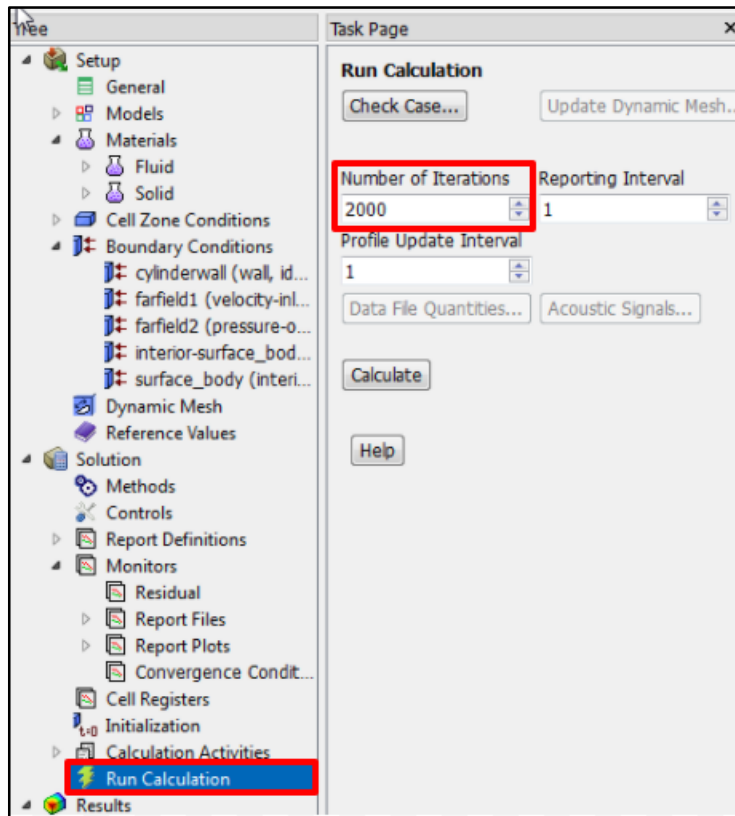 Tree
Setup
General
Models
Materials
Fluid
Solid
Cell Zone Conditions
Boundary Conditions
cylinderwall (wall, id...
farfield1 (velocity-inl...
farfield2 (pressure-o...
interior-surface_bod...
surface_body (interi...
Dynamic Mesh
Reference Values
Solution
Methods
Controls
Report Definitions
Monitors
Residual
Report Files
Report Plots
Convergence Condit...
Cell Registers
t=0 Initialization
Calculation Activities
Run Calculation
Results
Task Page
Run Calculation
Check Case... Update Dynamic Mesh..
Number of Iterations Reporting Interval
2000 1
Profile Update Interval
1
Data File Quantities... Acoustic Signals...
Calculate
Help